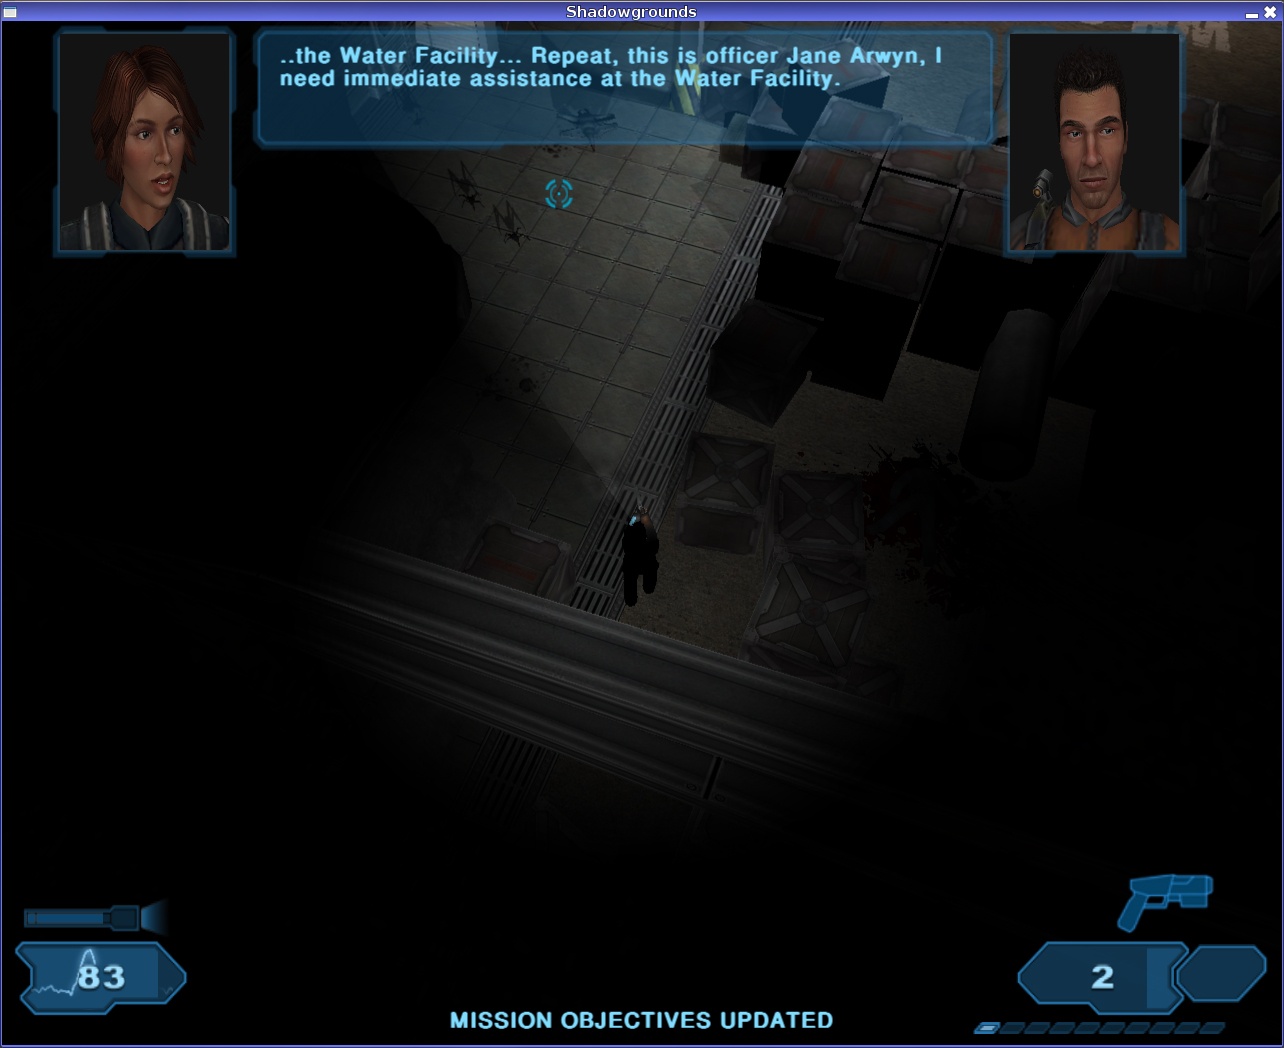 Shadowgrounds
..the Water Facility... Repeat, this is officer Jane Arwyn, I
need immediate assistance at the Water Facility.
83
2
MISSION OBJECTIVES UPDATED